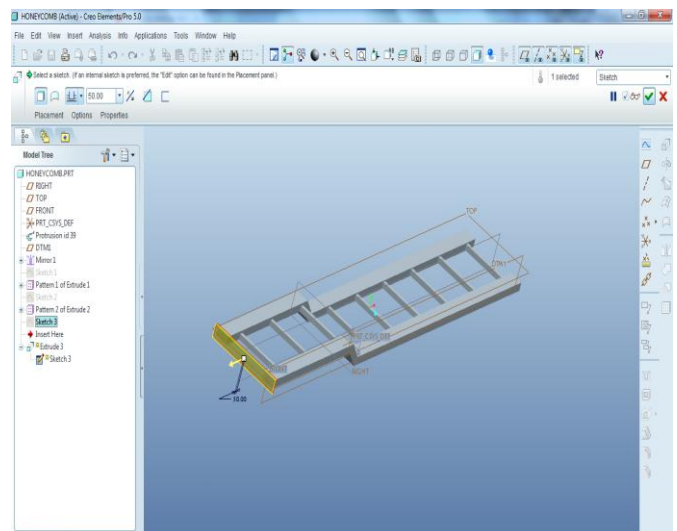 HONEYCOMB (Active) - Creo Elements/Pro 5.0
File Edit View Insert Analysis Info Applications Tools Window Help
Select a sketch. (If an internal sketch is preferred, the "Edit" option can be found in the Placement panel.)
1 selected
Sketch
50.00
Placement Options Properties
Model Tree
HONEYCOMB.PRT
RIGHT
TOP
FRONT
PRT_CSYS_DEF
Protrusion id 39
DTM1
Mirror 1
Sketch 1
Pattern 1 of Extrude 1
Sketch 2
Pattern 2 of Extrude 2
Sketch 3
Insert Here
Extrude 3
Sketch 3
TOP
DTM1
PRT_CSYS_DEF
RIGHT